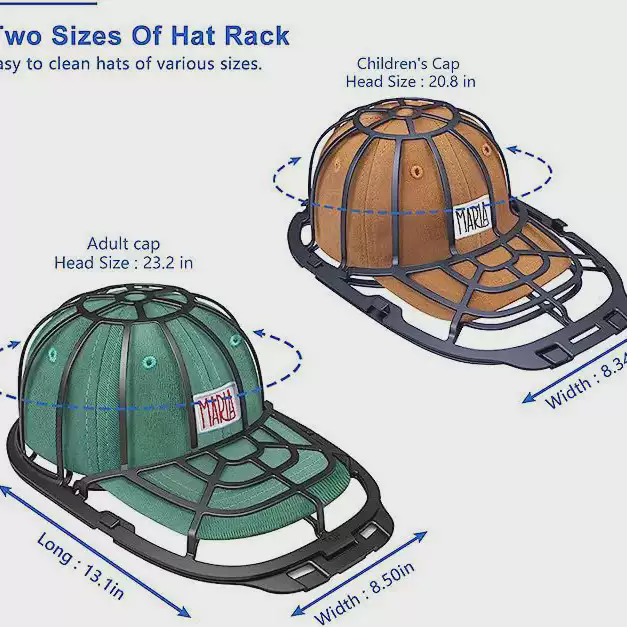 Two Sizes Of Hat Rack
asy to clean hats of various sizes.
Children's Cap
Head Size : 20.8 in
MARIA
Adult cap
Head Size : 23.2 in
MARIA
Width : 8.34
Long : 13.1in
Width : 8.50in